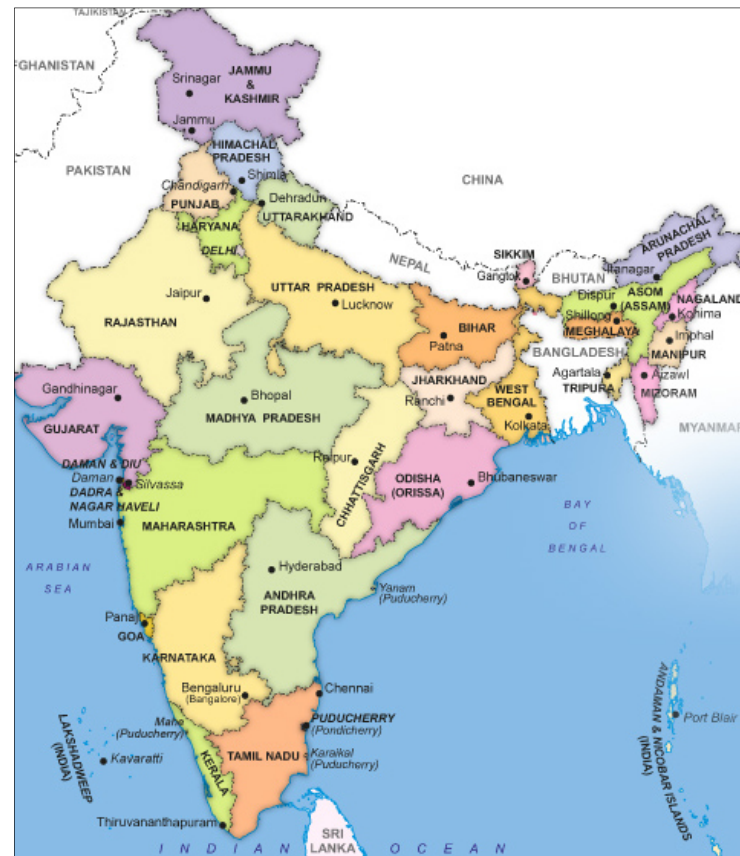 TAJIKISTAN
FGHANISTAN
Srinagar
JAMMU
&
KASHMIR
Jammu
HIMACHAL
PRADESH
PAKISTAN
Shimla
CHINA
Chandigarh
PUNJAB
Dehradun
UTTARAKHAND
HARYANA
DELHI
NEPAL
SIKKIM
Gangtok
BHUTAN
ARUNACHAL
PRADESH
Itanagar
Jaipur
UTTAR PRADESH
Lucknow
RAJASTHAN
Dispur
ASOM
(ASSAM)
NAGALAND
Kohima
Shillong
MEGHALAYA
BIHAR
Patna
Imphal
MANIPUR
BANGLADESH
Gandhinagar
GUJARAT
Bhopal
MADHYA PRADESH
JHARKHAND
Ranchi
WEST
BENGAL
Kolkata
Agartala
TRIPURA
Aizawl
MIZORAM
MYANMAR
DAMAN & DIU
Daman
Silvassa
DADRA &
NAGAR HAVELI
Mumbai
MAHARASHTRA
Raipur
CHHATTISGARH
ODISHA
(ORISSA)
Bhubaneswar
BAY
OF
BENGAL
ARABIAN
SEA
Hyderabad
ANDHRA
PRADESH
Yanam
(Puducherry)
Panaji
GOA
KARNATAKA
Bengaluru
(Bangalore)
Chennai
Mahe
(Puducherry)
PUDUCHERRY
(Pondicherry)
LAKSHADWEEP
(INDIA)
Kavaratti
KERALA
TAMIL NADU
Karaikal
(Puducherry)
ANDAMAN & NICOBAR ISLANDS
(INDIA)
Port Blair
Thiruvananthapuram
SRI
LANKA
INDIAN OCEAN